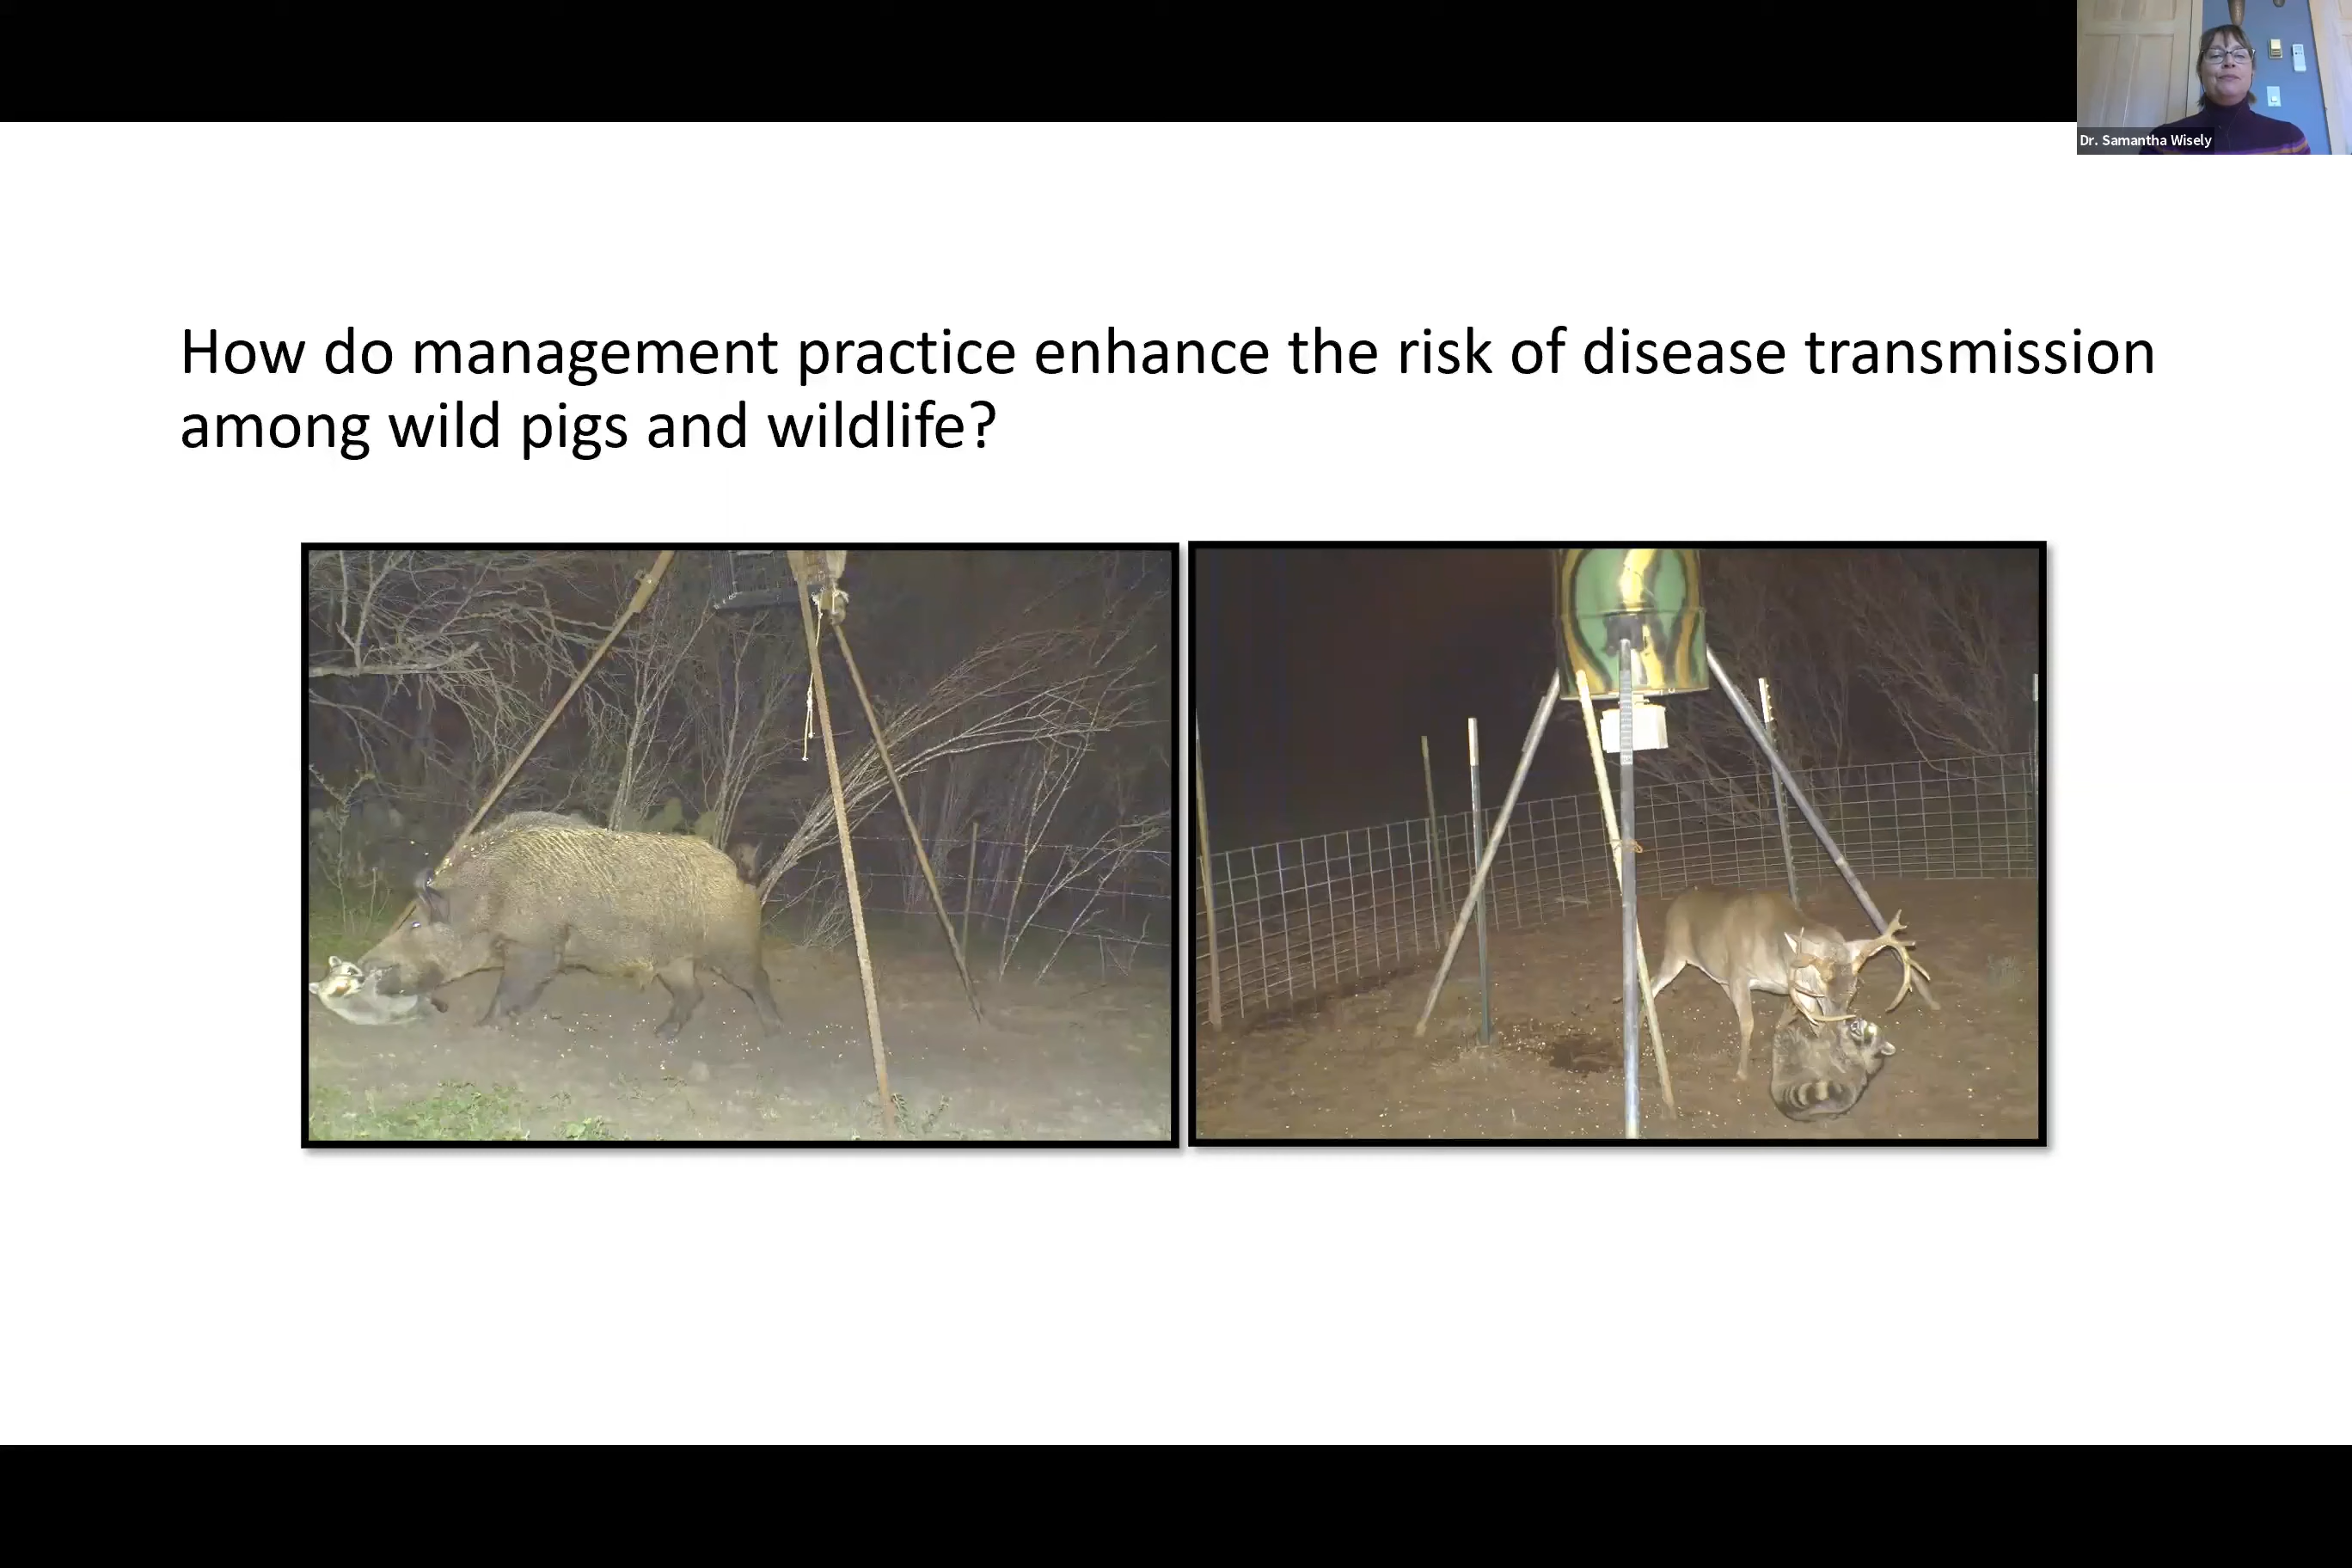 Dr. Samantha Wisely
How do management practice enhance the risk of disease transmission
among wild pigs and wildlife?